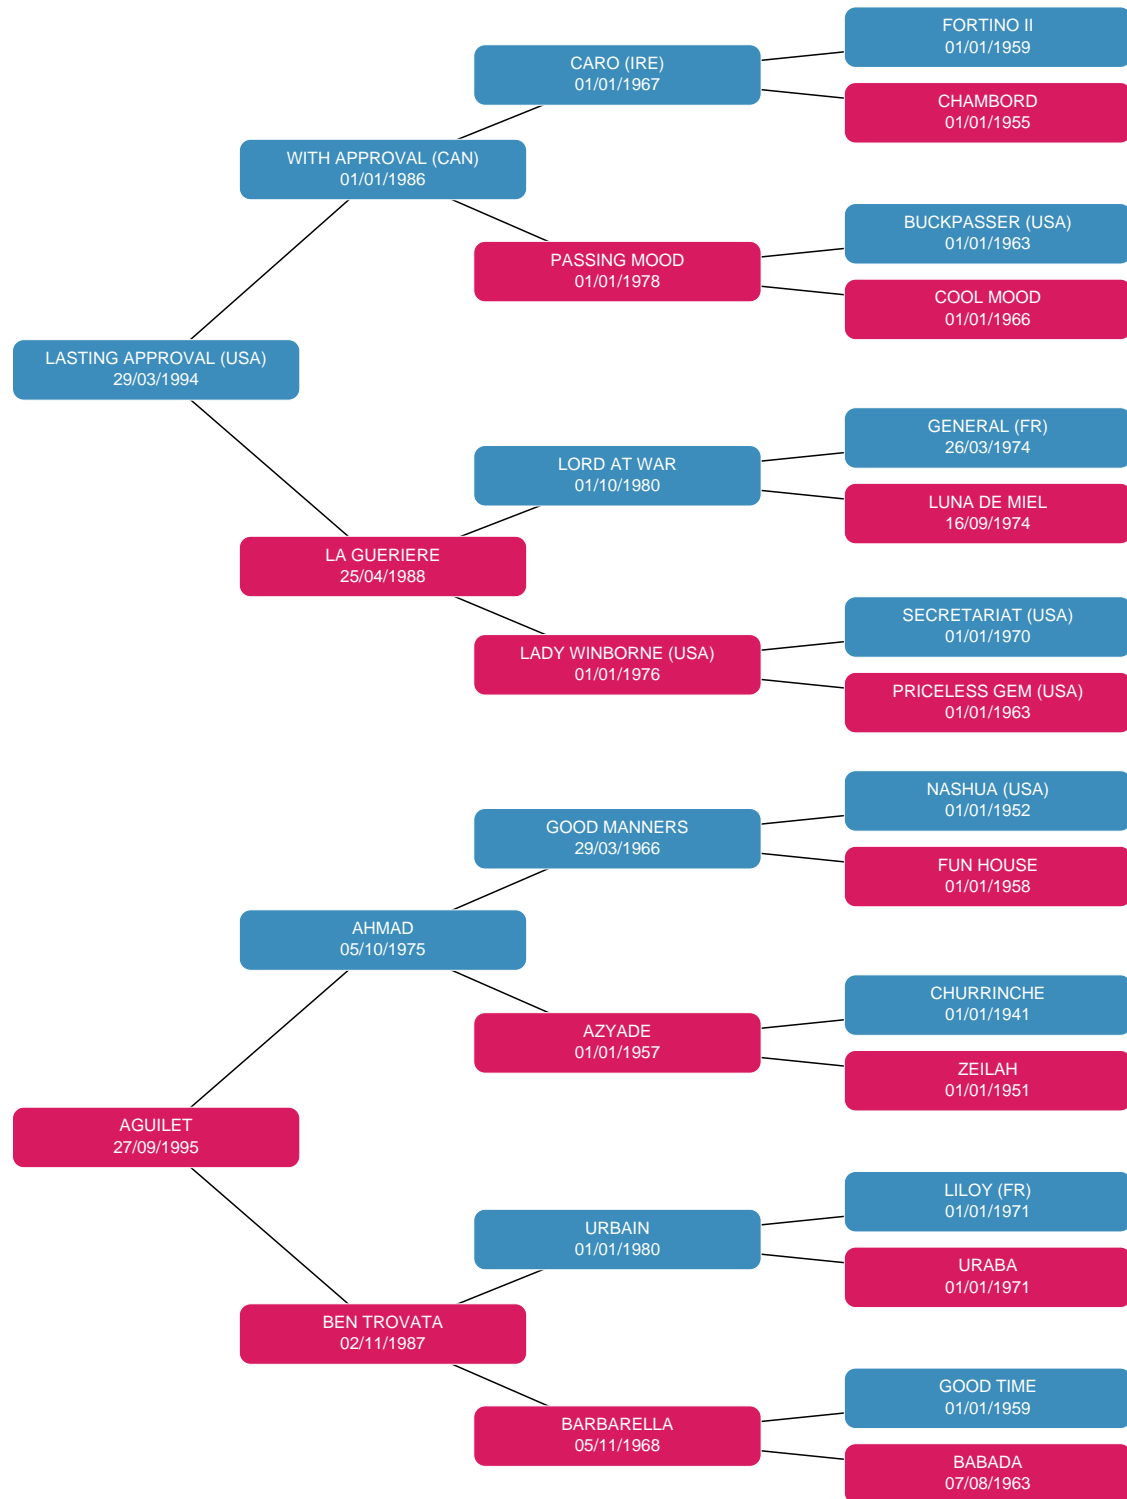 FORTINO II
01/01/1959
CARO (IRE)
01/01/1967
CHAMBORD
01/01/1955
WITH APPROVAL (CAN)
01/01/1986
BUCKPASSER (USA)
01/01/1963
PASSING MOOD
01/01/1978
COOL MOOD
01/01/1966
LASTING APPROVAL (USA)
29/03/1994
GENERAL (FR)
26/03/1974
LORD AT WAR
01/10/1980
LUNA DE MIEL
16/09/1974
LA GUERIERE
25/04/1988
SECRETARIAT (USA)
01/01/1970
LADY WINBORNE (USA)
01/01/1976
PRICELESS GEM (USA)
01/01/1963
NASHUA (USA)
01/01/1952
GOOD MANNERS
29/03/1966
FUN HOUSE
01/01/1958
AHMAD
05/10/1975
CHURRINCHE
01/01/1941
AZYADE
01/01/1957
ZEILAH
01/01/1951
AGUILET
27/09/1995
LILOY (FR)
01/01/1971
URBAIN
01/01/1980
URABA
01/01/1971
BEN TROVATA
02/11/1987
GOOD TIME
01/01/1959
BARBARELLA
05/11/1968
BABADA
07/08/1963